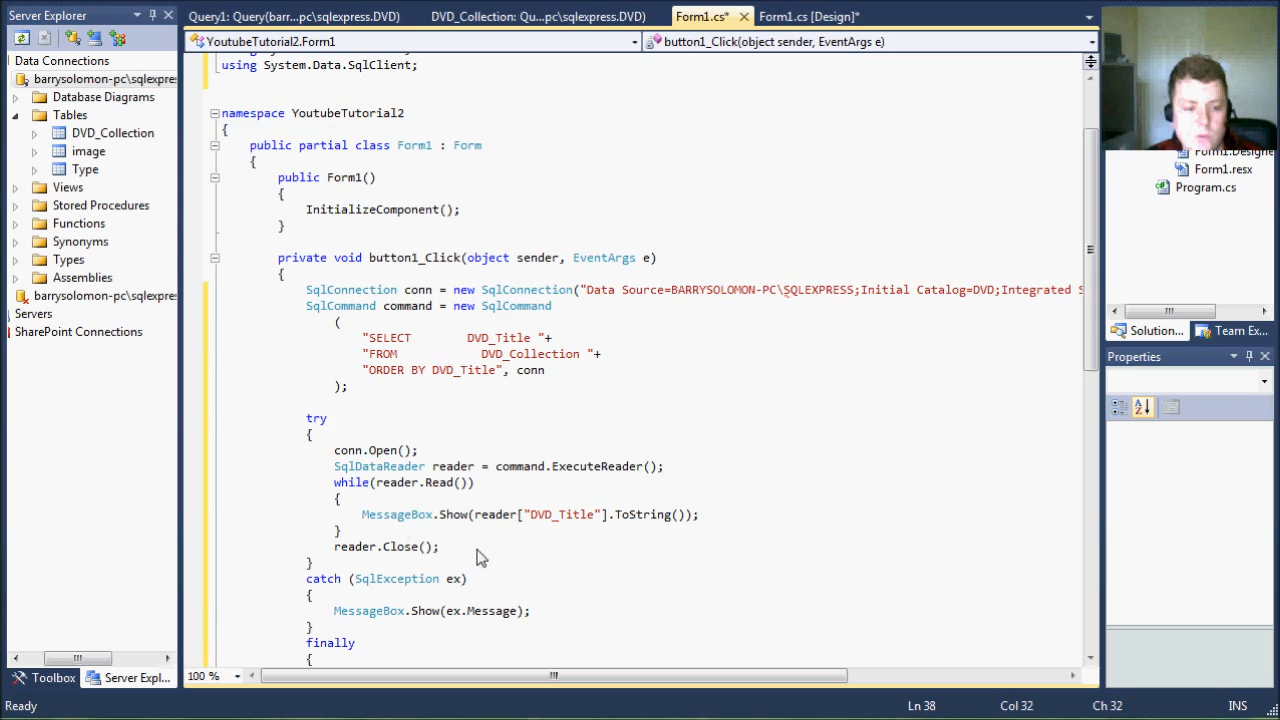 Server Explorer
Query1: Query(barr...pc\sqlexpress.DVD)
DVD_Collection: Qu...pc\sqlexpress.DVD)
Form1.cs*
Form1.cs [Design]*
YoutubeTutorial2.Form1
button1_Click(object sender, EventArgs e)
Data Connections
barrysolomon-pc\sqlexpres
Database Diagrams
Tables
DVD_Collection
image
Type
Views
Stored Procedures
Functions
Synonyms
Types
Assemblies
barrysolomon-pc\sqlexpres
Servers
SharePoint Connections
using System.Data.SqlClient;
namespace YoutubeTutorial2
{
public partial class Form1 : Form
{
public Form1()
{
InitializeComponent();
}
private void button1_Click(object sender, EventArgs e)
{
SqlConnection conn = new SqlConnection("Data Source=BARRYSOLOMON-PC\SQLEXPRESS;Initial Catalog=DVD;Integrated S
SqlCommand command = new SqlCommand
(
"SELECT DVD_Title "+
"FROM DVD_Collection "+
"ORDER BY DVD_Title", conn
);
try
{
conn.Open();
SqlDataReader reader = command.ExecuteReader();
while(reader.Read())
{
MessageBox.Show(reader["DVD_Title"].ToString());
}
reader.Close();
}
catch (SqlException ex)
{
MessageBox.Show(ex.Message);
}
finally
{
Form1.Designe
Form1.resx
Program.cs
Solution...
Team Ex...
Properties
Toolbox
Server Expl...
100 %
Ready
Ln 38
Col 32
Ch 32
INS